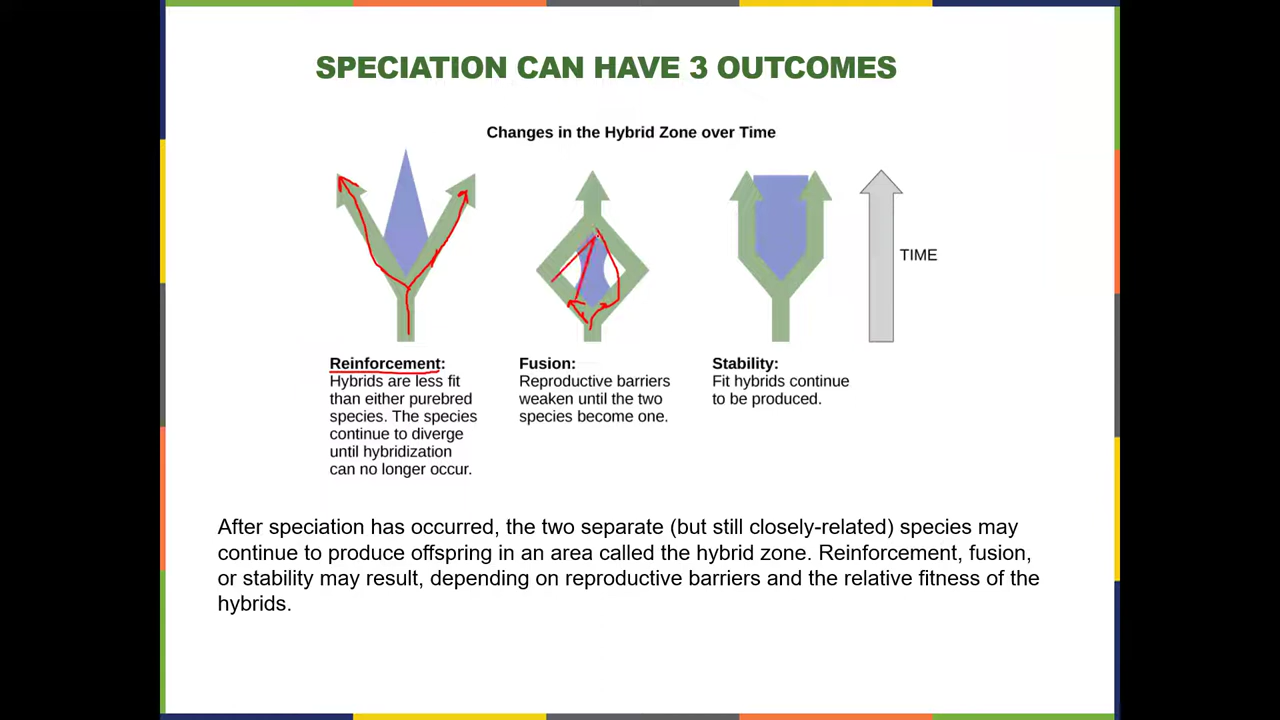 SPECIATION CAN HAVE 3 OUTCOMES
Changes in the Hybrid Zone over Time
TIME
Reinforcement:
Hybrids are less fit
than either purebred
species. The species
continue to diverge
until hybridization
can no longer occur.
Fusion:
Reproductive barriers
weaken until the two
species become one.
Stability:
Fit hybrids continue
to be produced.
After speciation has occurred, the two separate (but still closely-related) species may
continue to produce offspring in an area called the hybrid zone. Reinforcement, fusion,
or stability may result, depending on reproductive barriers and the relative fitness of the
hybrids.